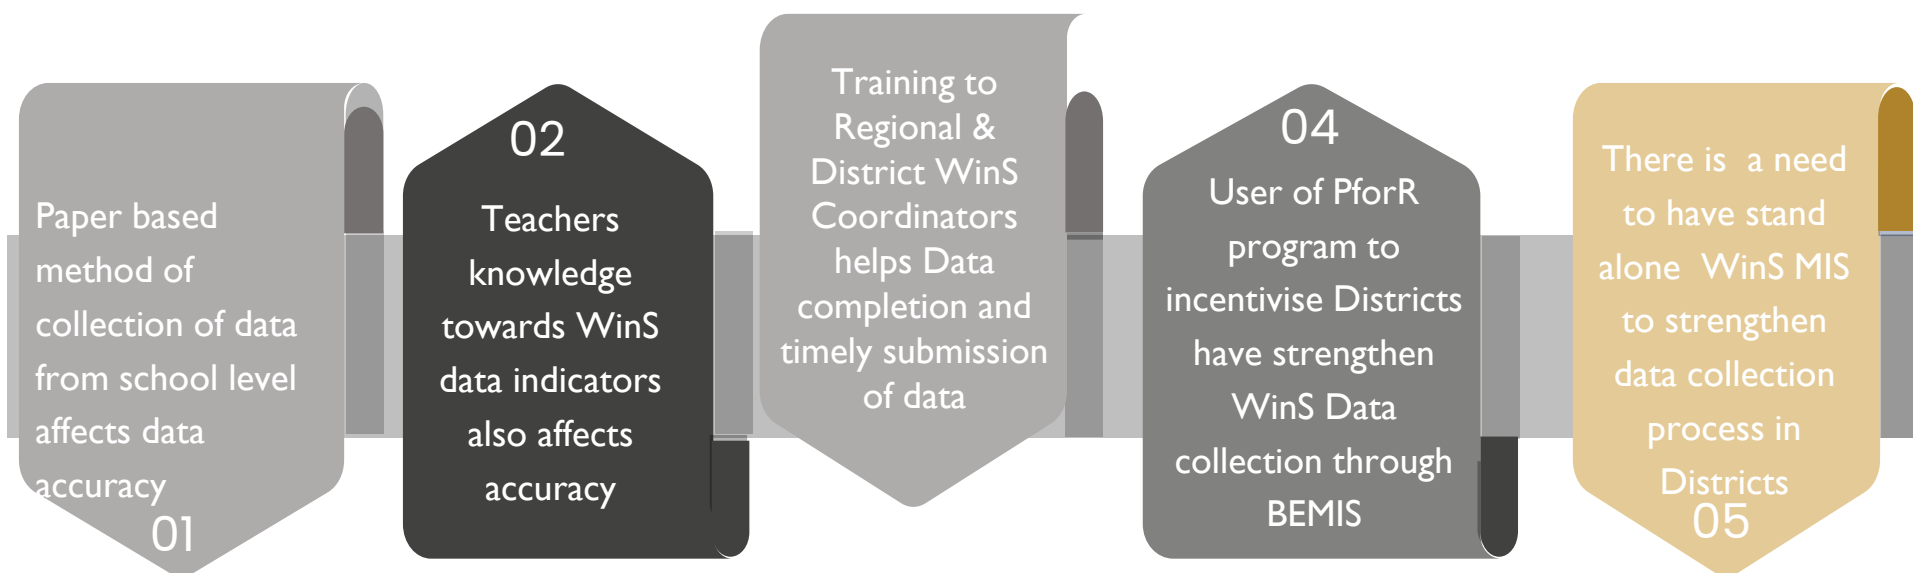 Paper based
method of
collection of data
from school level
affects data
accuracy
01
02
Teachers
knowledge
towards WinS
data indicators
also affects
accuracy
Training to
Regional &
District WinS
Coordinators
helps Data
completion and
timely submission
of data
04
User of PforR
program to
incentivise Districts
have strengthen
WinS Data
collection through
BEMIS
There is a need
to have stand
alone WinS MIS
to strengthen
data collection
process in
Districts
05